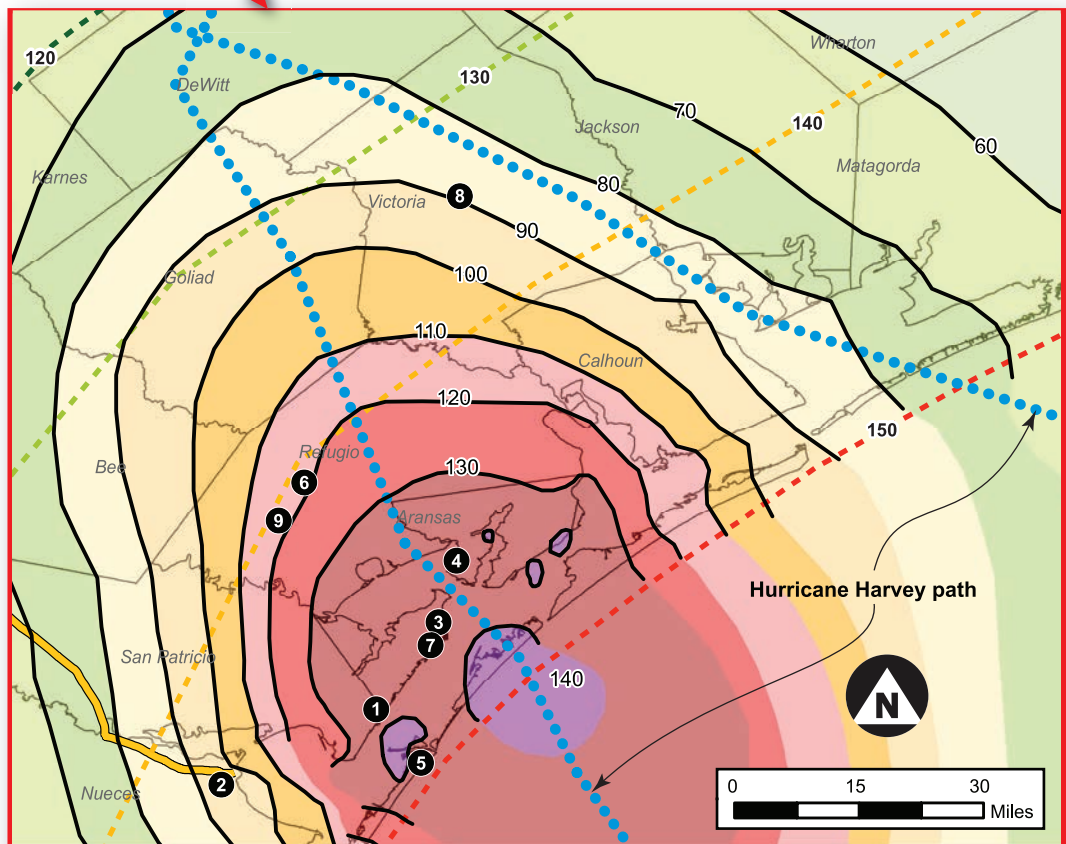 Wharton
120
130
DeWitt
70
140
Jackson
60
Matagorda
Karnes
80
8
Victoria
90
100
Goliad
110
Calhoun
120
150
Refugio
130
Bee
6
9
Aransas
4
Hurricane Harvey path
3
7
San Patricio
140
N
1
5
2
Nueces
0 15 30
Miles